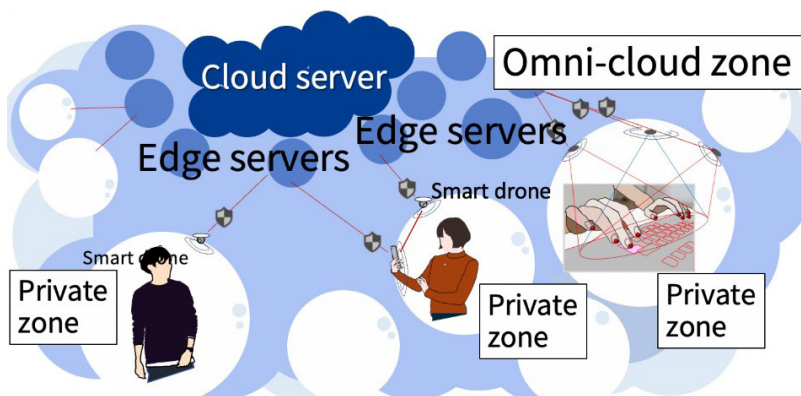 Cloud server
Omni-cloud zone
Edge servers
Edge servers
Smart drone
Smart drone
Private
zone
Private
zone
Private
zone